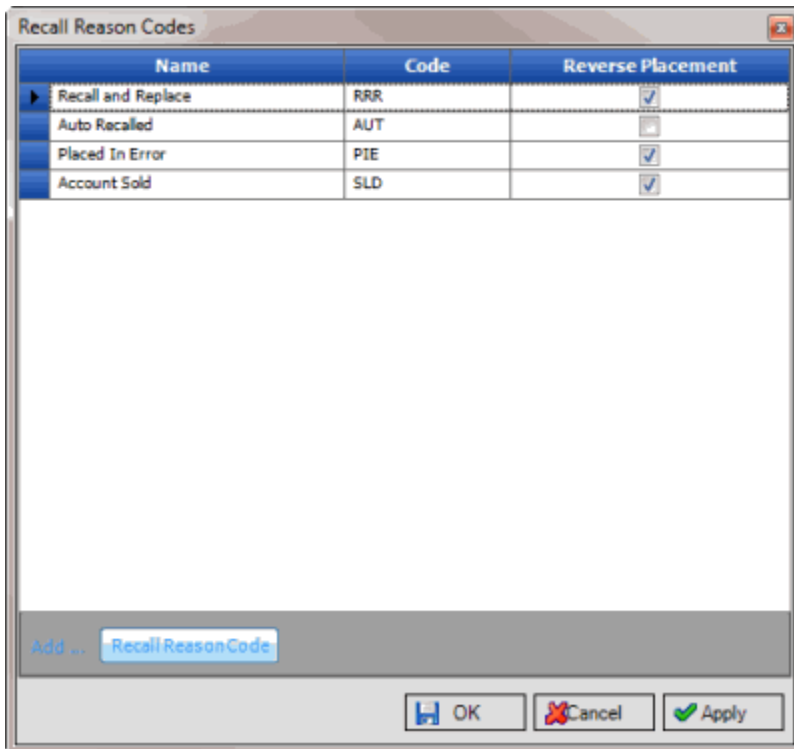 Recall Reason Codes
Name Code Reverse Placement
Recall and Replace RRR
Auto Recalled AUT
Placed In Error PIE
Account Sold SLD
Add ... Recall Reason Code
OK Cancel Apply